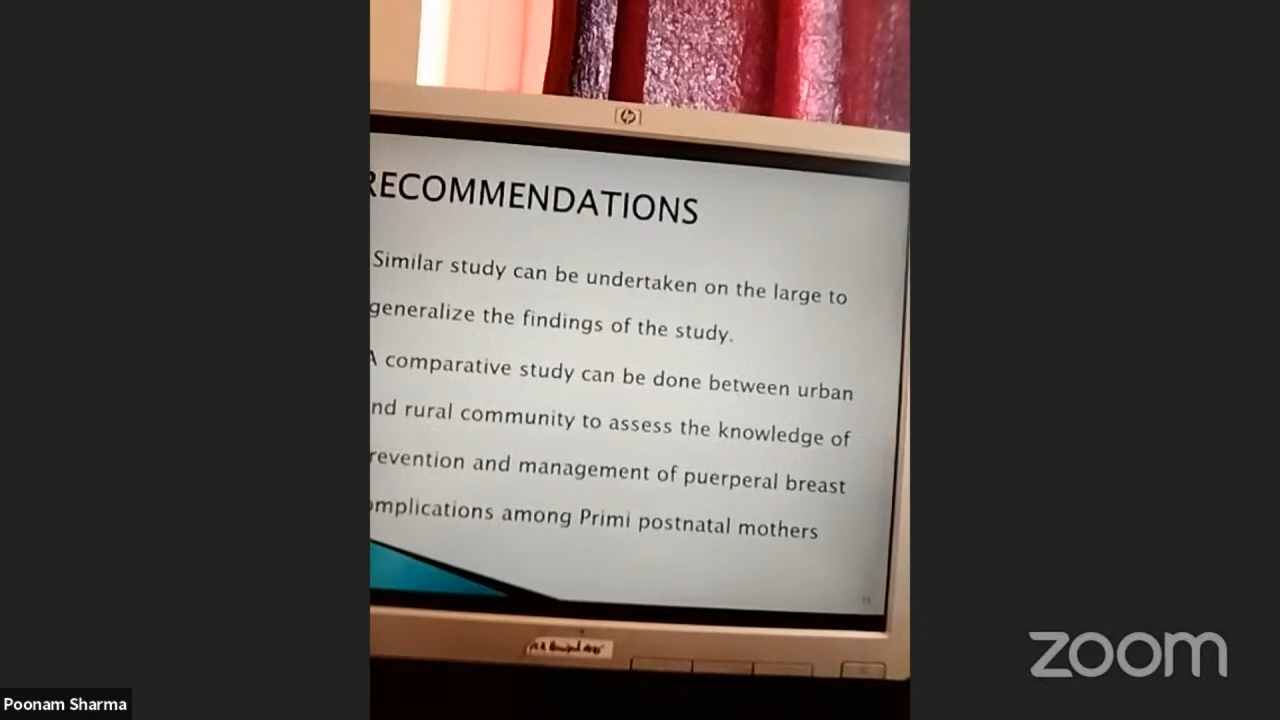 hp
RECOMMENDATIONS
Similar study can be undertaken on the large to
generalize the findings of the study.
A comparative study can be done between urban
nd rural community to assess the knowledge of
revention and management of puerperal breast
omplications among Primi postnatal mothers
zoom
Poonam Sharma